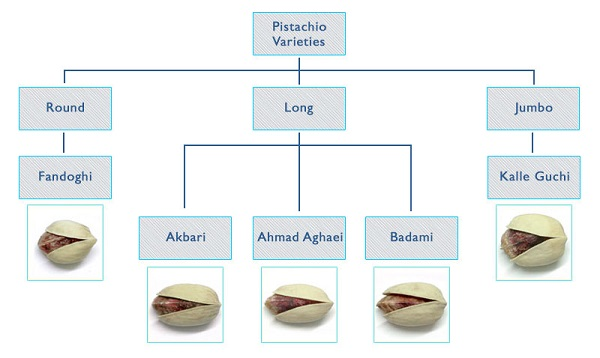 Pistachio
Varieties
Round
Long
Jumbo
Fandoghi
Kalle Guchi
Akbari
Ahmad Aghaei
Badami